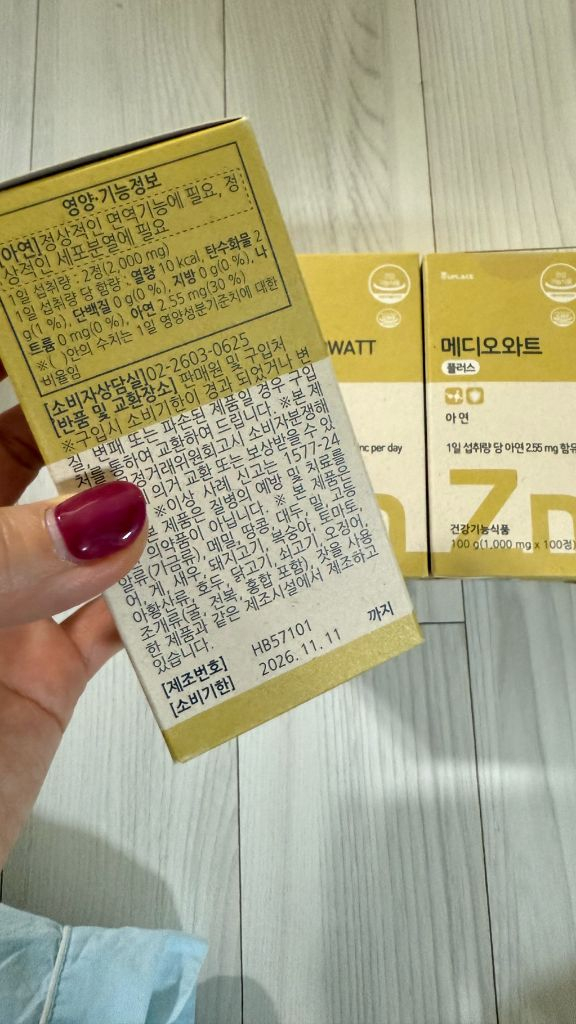 영양·기능정보
[아연]정상적인 면역기능에 필요, 정
상적인 세포분열에 필요
1일 섭취량 : 2정(2,000 mg)
1일 섭취량 당 함량 : 열량 10 kcal, 탄수화물 2
g(1 %), 단백질 0 g(0 %), 지방 0 g(0 %), 나
트륨 0 mg(0 %), 아연 2.55 mg(30 %)
※( )안의 수치는 1일 영양성분기준치에 대한
비율임
[소비자상담실]02-2603-0625
[반품 및 교환장소] 판매원 및 구입처
※구입시 소비기한이 경과 되었거나 변
질, 변패 또는 파손된 제품일 경우 구입
처를 통하여 교환하여 드립니다. ※본 제
공정거래위원회고시 소비자분쟁해
의거 교환 또는 보상받을 수 있
※이상 사례 신고는 1577-24
본 제품은 질병의 예방 및 치료를
의약품이 아닙니다. ※본 제품은
알류(가금류), 메밀, 땅콩, 대두, 밀, 고등
어, 게, 새우, 돼지고기, 복숭아, 토마토,
아황산류, 호두, 닭고기, 쇠고기, 오징어,
조개류(굴, 전복, 홍합 포함), 잣을 사용
한 제품과 같은 제조시설에서 제조하고
있습니다.
[제조번호] HB57101
[소비기한] 2026. 11. 11 까지
WATT
nc per day
n
UPLACE
메디오와트
플러스
아연
1일 섭취량 당 아연 2.55 mg 함유
Zn
건강기능식품
100 g(1,000 mg x 100정)